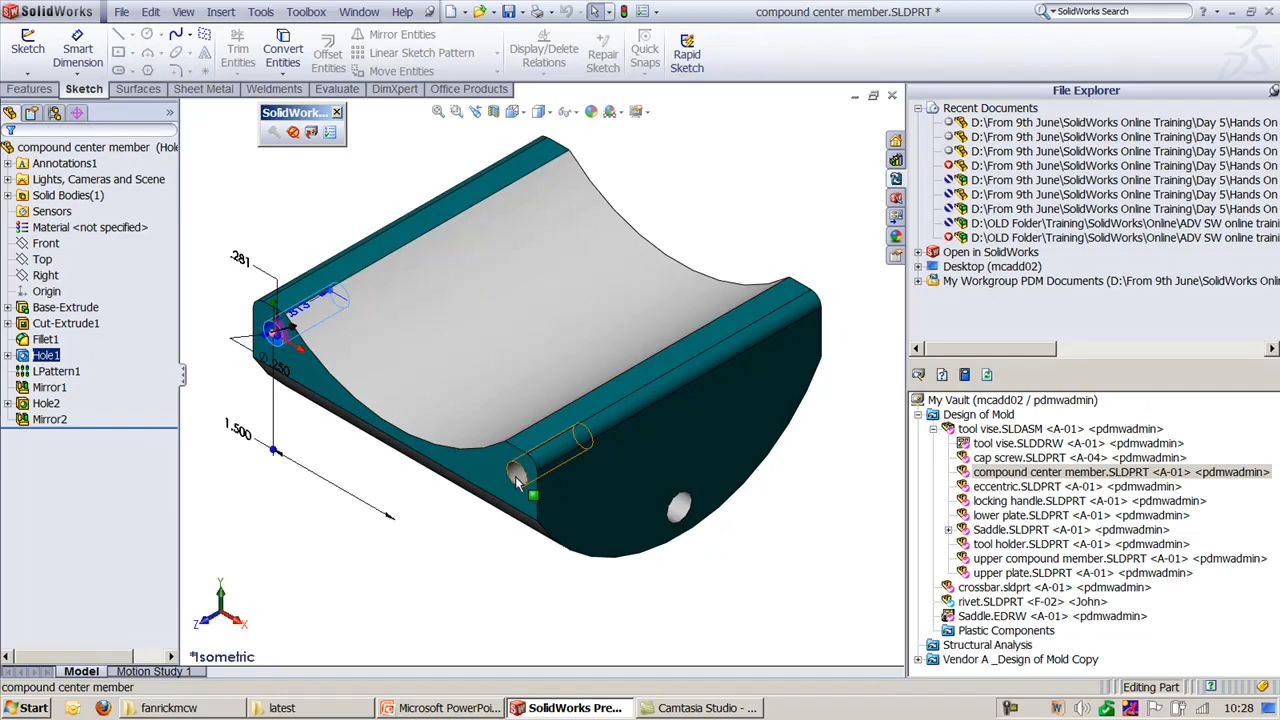 SolidWorks
File Edit View Insert Tools Toolbox Window Help
compound center member.SLDPRT *
SolidWorks Search
Sketch
Smart Dimension
Trim Entities
Convert Entities
Offset Entities
Mirror Entities
Linear Sketch Pattern
Move Entities
Display/Delete Relations
Repair Sketch
Quick Snaps
Rapid Sketch
Features Sketch Surfaces Sheet Metal Weldments Evaluate DimXpert Office Products
File Explorer
SolidWork...
compound center member (Hol
Annotations1
Lights, Cameras and Scene
Solid Bodies(1)
Sensors
Material <not specified>
Front
Top
Right
Origin
Base-Extrude
Cut-Extrude1
Fillet1
Hole1
LPattern1
Mirror1
Hole2
Mirror2
.281
.250
1.500
Y
Z
X
*Isometric
Recent Documents
D:\From 9th June\SolidWorks Online Training\Day 5\Hands On
D:\From 9th June\SolidWorks Online Training\Day 5\Hands On
D:\From 9th June\SolidWorks Online Training\Day 5\Hands On
D:\From 9th June\SolidWorks Online Training\Day 5\Hands On
D:\From 9th June\SolidWorks Online Training\Day 5\Hands On
D:\From 9th June\SolidWorks Online Training\Day 5\Hands On
D:\From 9th June\SolidWorks Online Training\Day 5\Hands On
D:\OLD Folder\Training\SolidWorks Online\ADV SW online traini
D:\OLD Folder\Training\SolidWorks Online\ADV SW online traini
Open in SolidWorks
Desktop (mcadd02)
My Workgroup PDM Documents (D:\From 9th June\SolidWorks On
My Vault (mcadd02 / pdmwadmin)
Design of Mold
tool vise.SLDASM <A-01> <pdmwadmin>
tool vise.SLDDRW <A-01> <pdmwadmin>
cap screw.SLDPRT <A-04> <pdmwadmin>
compound center member.SLDPRT <A-01> <pdmwadmin>
eccentric.SLDPRT <A-01> <pdmwadmin>
locking handle.SLDPRT <A-01> <pdmwadmin>
lower plate.SLDPRT <A-01> <pdmwadmin>
Saddle.SLDPRT <A-01> <pdmwadmin>
tool holder.SLDPRT <A-01> <pdmwadmin>
upper compound member.SLDPRT <A-01> <pdmwadmin>
upper plate.SLDPRT <A-01> <pdmwadmin>
crossbar.sldprt <F-01> <pdmwadmin>
rivet.SLDPRT <F-02> <John>
Saddle.EDRW <A-01> <pdmwadmin>
Plastic Components
Structural Analysis
Vendor A _Design of Mold Copy
Model Motion Study 1
compound center member
Editing Part
Start
fanrickmcw
latest
Microsoft PowerPoi...
SolidWorks Pre...
Camtasia Studio - ...
10:28